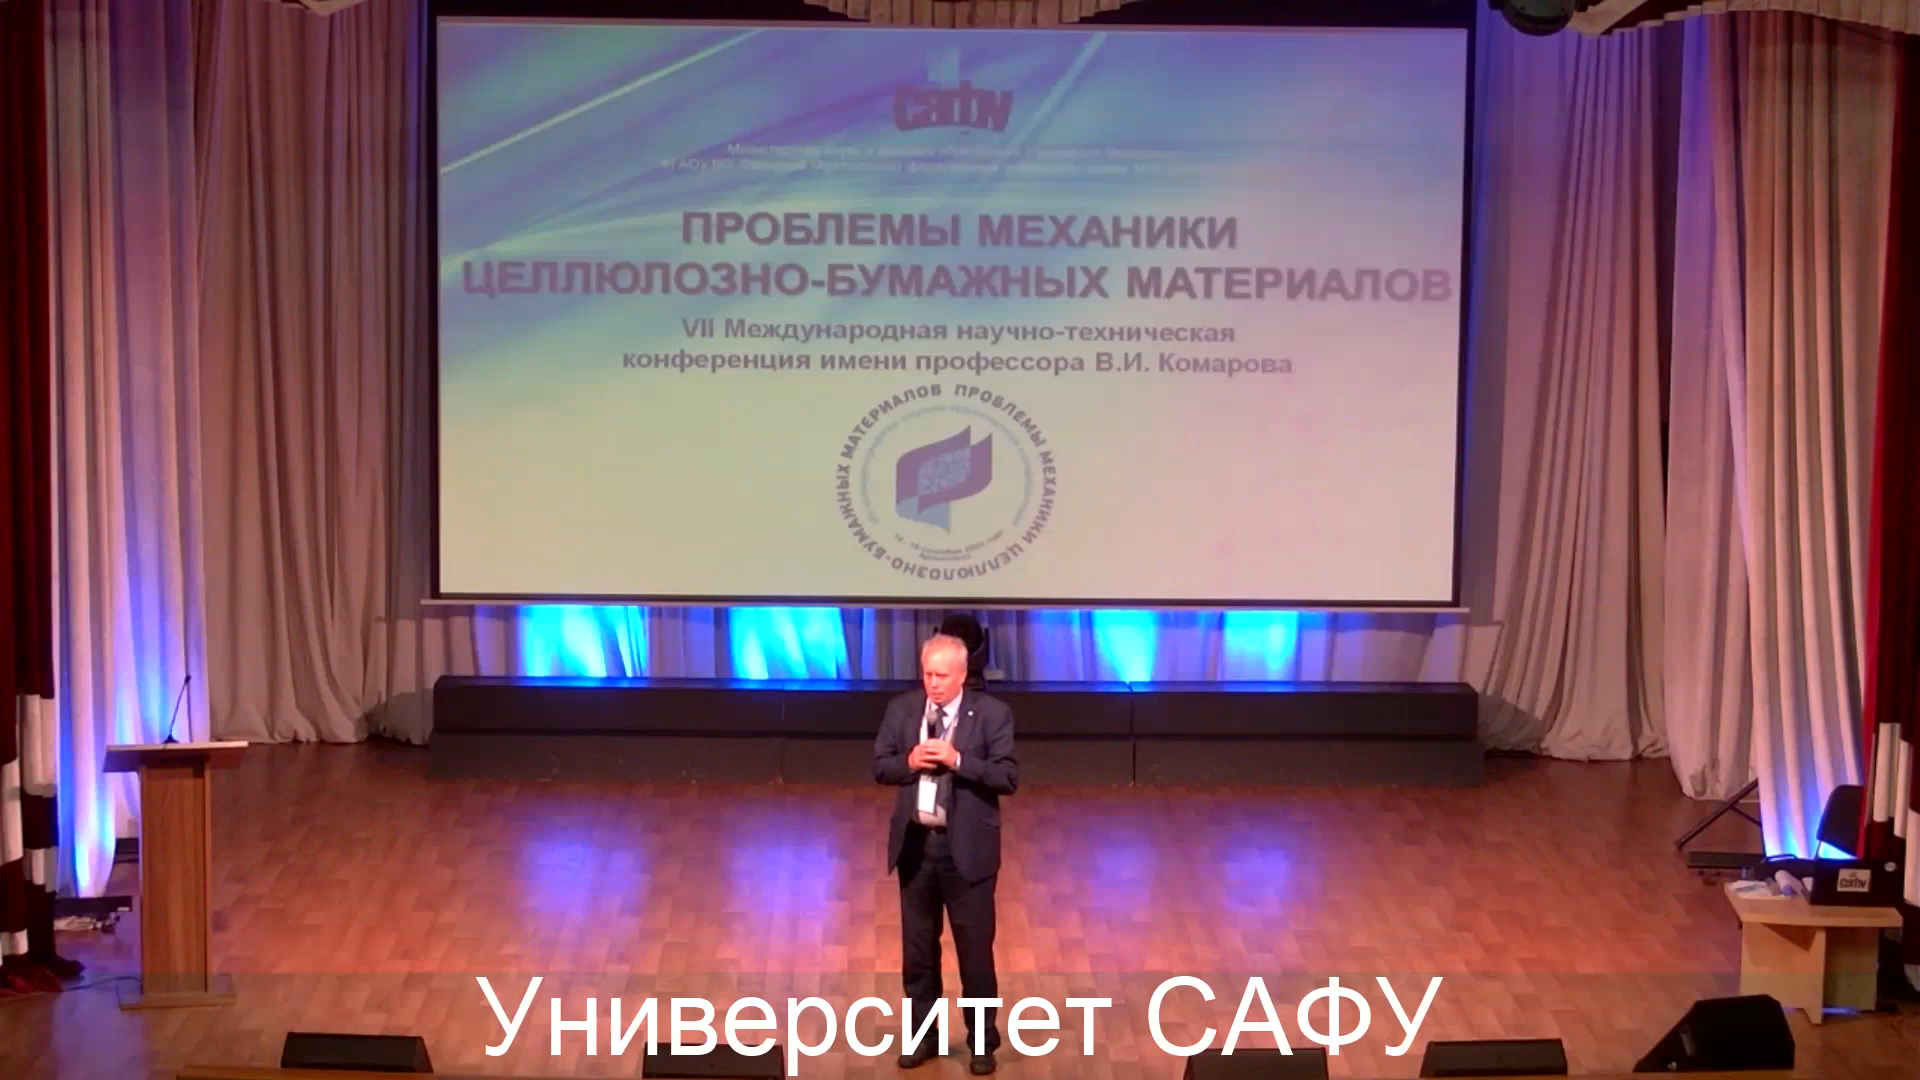 сафу
ПРОБЛЕМЫ МЕХАНИКИ
ЦЕЛЛЮЛОЗНО-БУМАЖНЫХ МАТЕРИАЛОВ
VII Международная научно-техническая
конференция имени профессора В.И. Комарова
ПРОБЛЕМЫ МЕХАНИКИ ЦЕЛЛЮЛОЗНО-БУМАЖНЫХ МАТЕРИАЛОВ
сафу
Университет САФУ